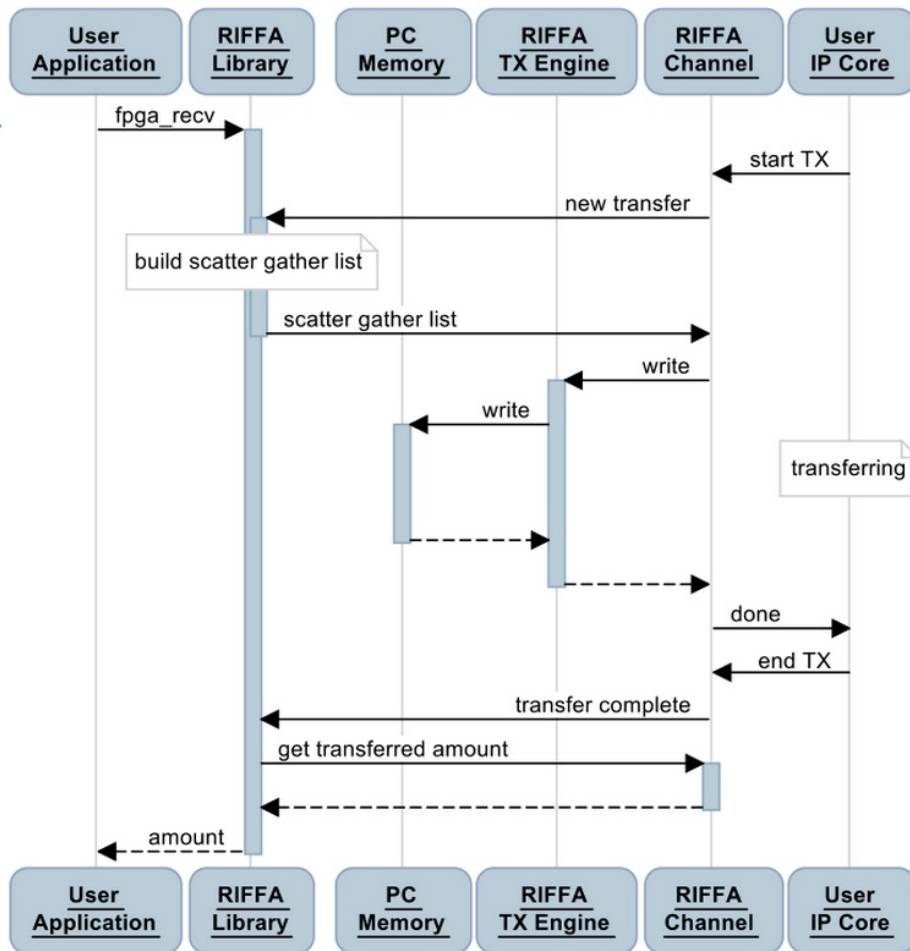 User
Application
RIFFA
Library
PC
Memory
RIFFA
TX Engine
RIFFA
Channel
User
IP Core
fpga_recv
start TX
new transfer
build scatter gather list
scatter gather list
write
write
transferring
done
end TX
transfer complete
get transferred amount
amount
User
Application
RIFFA
Library
PC
Memory
RIFFA
TX Engine
RIFFA
Channel
User
IP Core